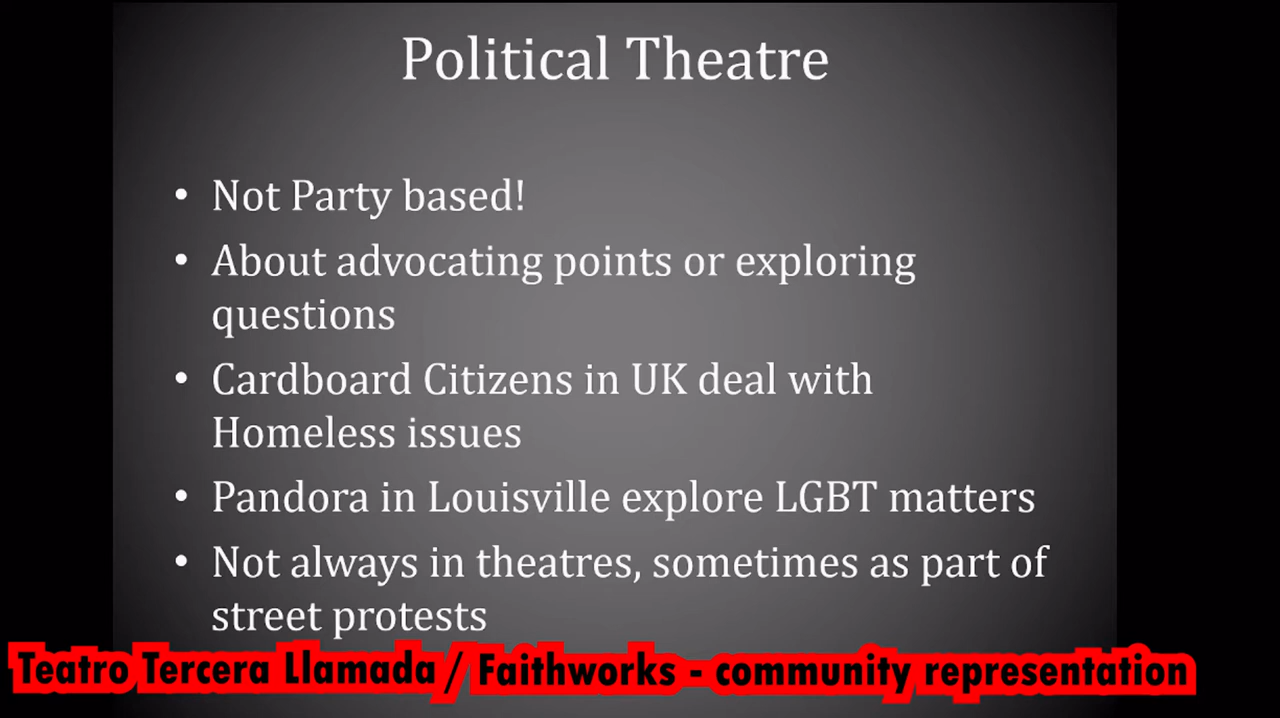 Political Theatre
• Not Party based!
• About advocating points or exploring
questions
• Cardboard Citizens in UK deal with
Homeless issues
• Pandora in Louisville explore LGBT matters
• Not always in theatres, sometimes as part of
street protests
Teatro Tercera Llamada / Faithworks - community representation